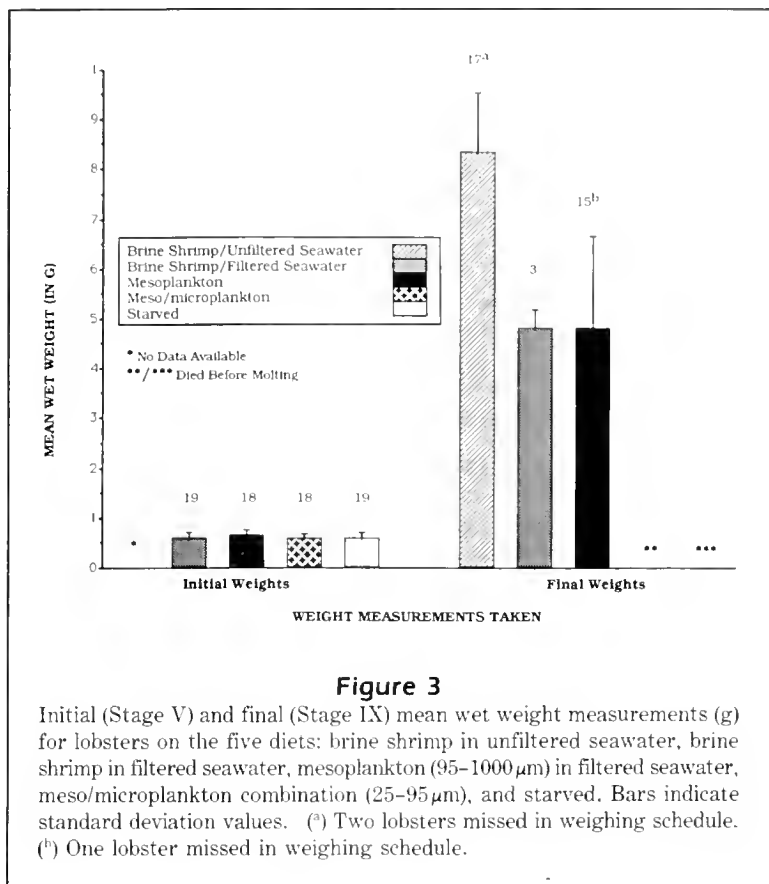 1
9
8
7
6
5
4
3
2
1
0
MEAN WET WEIGHT (IN G)
17ᵃ
3
15ᵇ
Brine Shrimp/Unfiltered Seawater
Brine Shrimp/Filtered Seawater
Mesoplankton
Meso/microplankton
Starved
* No Data Available
**/*** Died Before Molting
19 18 18 19
* ** ***
Initial Weights Final Weights
WEIGHT MEASUREMENTS TAKEN
Figure 3
Initial (Stage V) and final (Stage IX) mean wet weight measurements (g)
for lobsters on the five diets: brine shrimp in unfiltered seawater, brine
shrimp in filtered seawater, mesoplankton (95–1000μm) in filtered seawater,
meso/microplankton combination (25–95μm), and starved. Bars indicate
standard deviation values. (ᵃ) Two lobsters missed in weighing schedule.
(ᵇ) One lobster missed in weighing schedule.